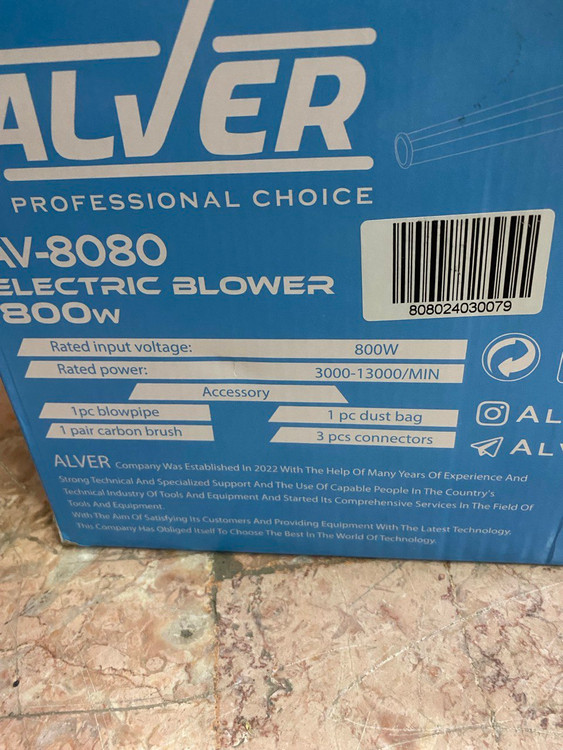 ALVER
PROFESSIONAL CHOICE
AV-8080
ELECTRIC BLOWER
800W
808024030079
Rated input voltage: 800W
Rated power: 3000-13000/MIN
Accessory
1pc blowpipe 1 pc dust bag
1 pair carbon brush 3 pcs connectors
AL
ALV
ALVER Company Was Established In 2022 With The Help Of Many Years Of Experience And
Strong Technical And Specialized Support And The Use Of Capable People In The Country's
Technical Industry Of Tools And Equipment And Started Its Comprehensive Services In The Field Of
Tools And Equipment.
With The Aim Of Satisfying Its Customers And Providing Equipment With The Latest Technology.
This Company Has Obliged Itself To Choose The Best In The World Of Technology.